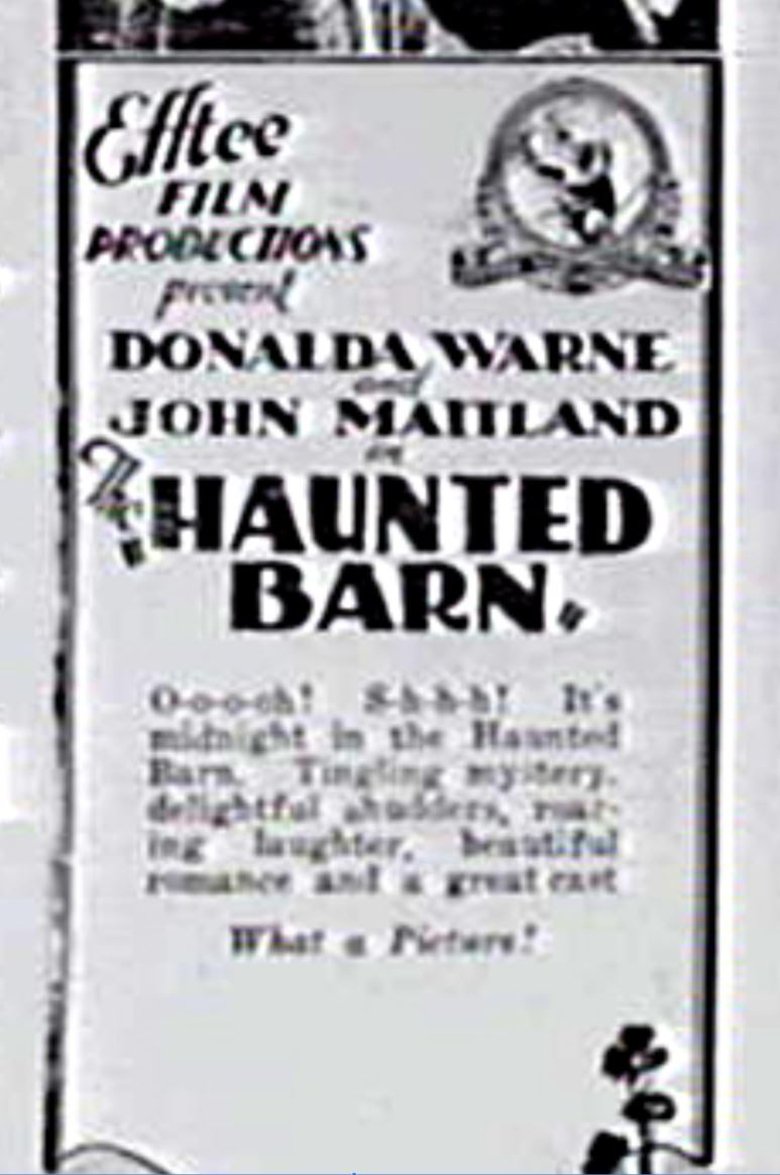 Efftee
FILM
PRODUCTIONS
present
DONALDA WARNE
and
JOHN MAITLAND
in
The
"HAUNTED
BARN"
O-o-o-oh! S-h-h-h! It's
midnight in the Haunted
Barn. Tingling mystery,
delightful shudders, roar-
ing laughter, beautiful
romance and a great cast
What a Picture!